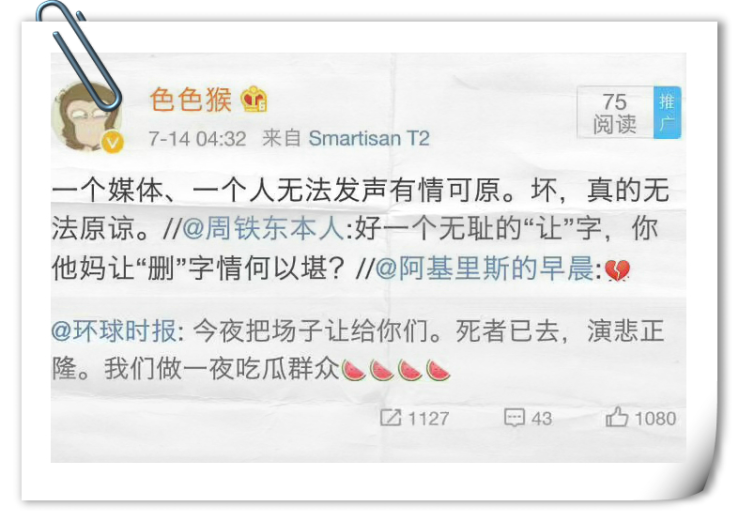 色色猴
7-14 04:32 来自 Smartisan T2
75
阅读
推
广
一个媒体、一个人无法发声有情可原。坏，真的无
法原谅。//@周铁东本人:好一个无耻的“让”字，你
他妈让“删”字情何以堪？//@阿基里斯的早晨:💔
@环球时报: 今夜把场子让给你们。死者已去，演悲正
隆。我们做一夜吃瓜群众🍉🍉🍉🍉
1127
43
1080